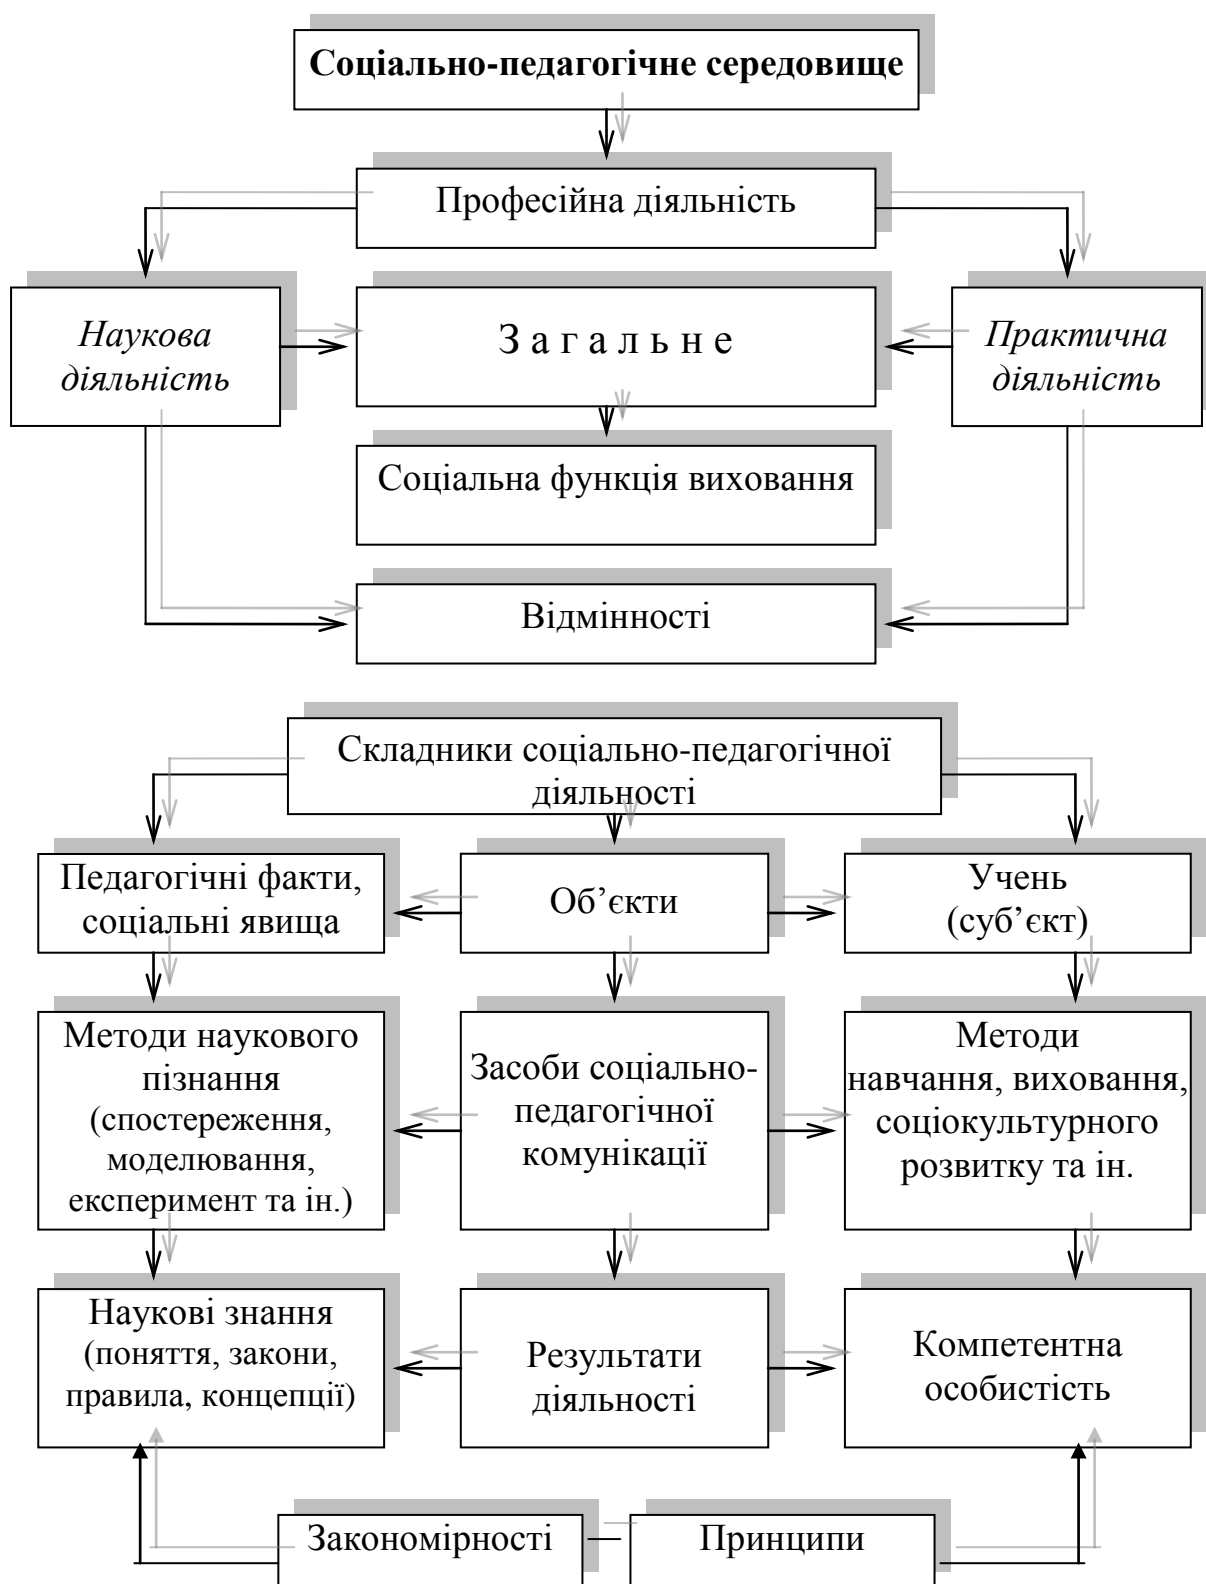 Соціально-педагогічне середовище
Професійна діяльність
Наукова
діяльність
З а г а л ь н е
Практична
діяльність
Соціальна функція виховання
Відмінності
Складники соціально-педагогічної
діяльності
Педагогічні факти,
соціальні явища
Об’єкти
Учень
(суб’єкт)
Методи наукового
пізнання
(спостереження,
моделювання,
експеримент та ін.)
Засоби соціально-
педагогічної
комунікації
Методи
навчання, виховання,
соціокультурного
розвитку та ін.
Наукові знання
(поняття, закони,
правила, концепції)
Результати
діяльності
Компетентна
особистість
Закономірності
Принципи